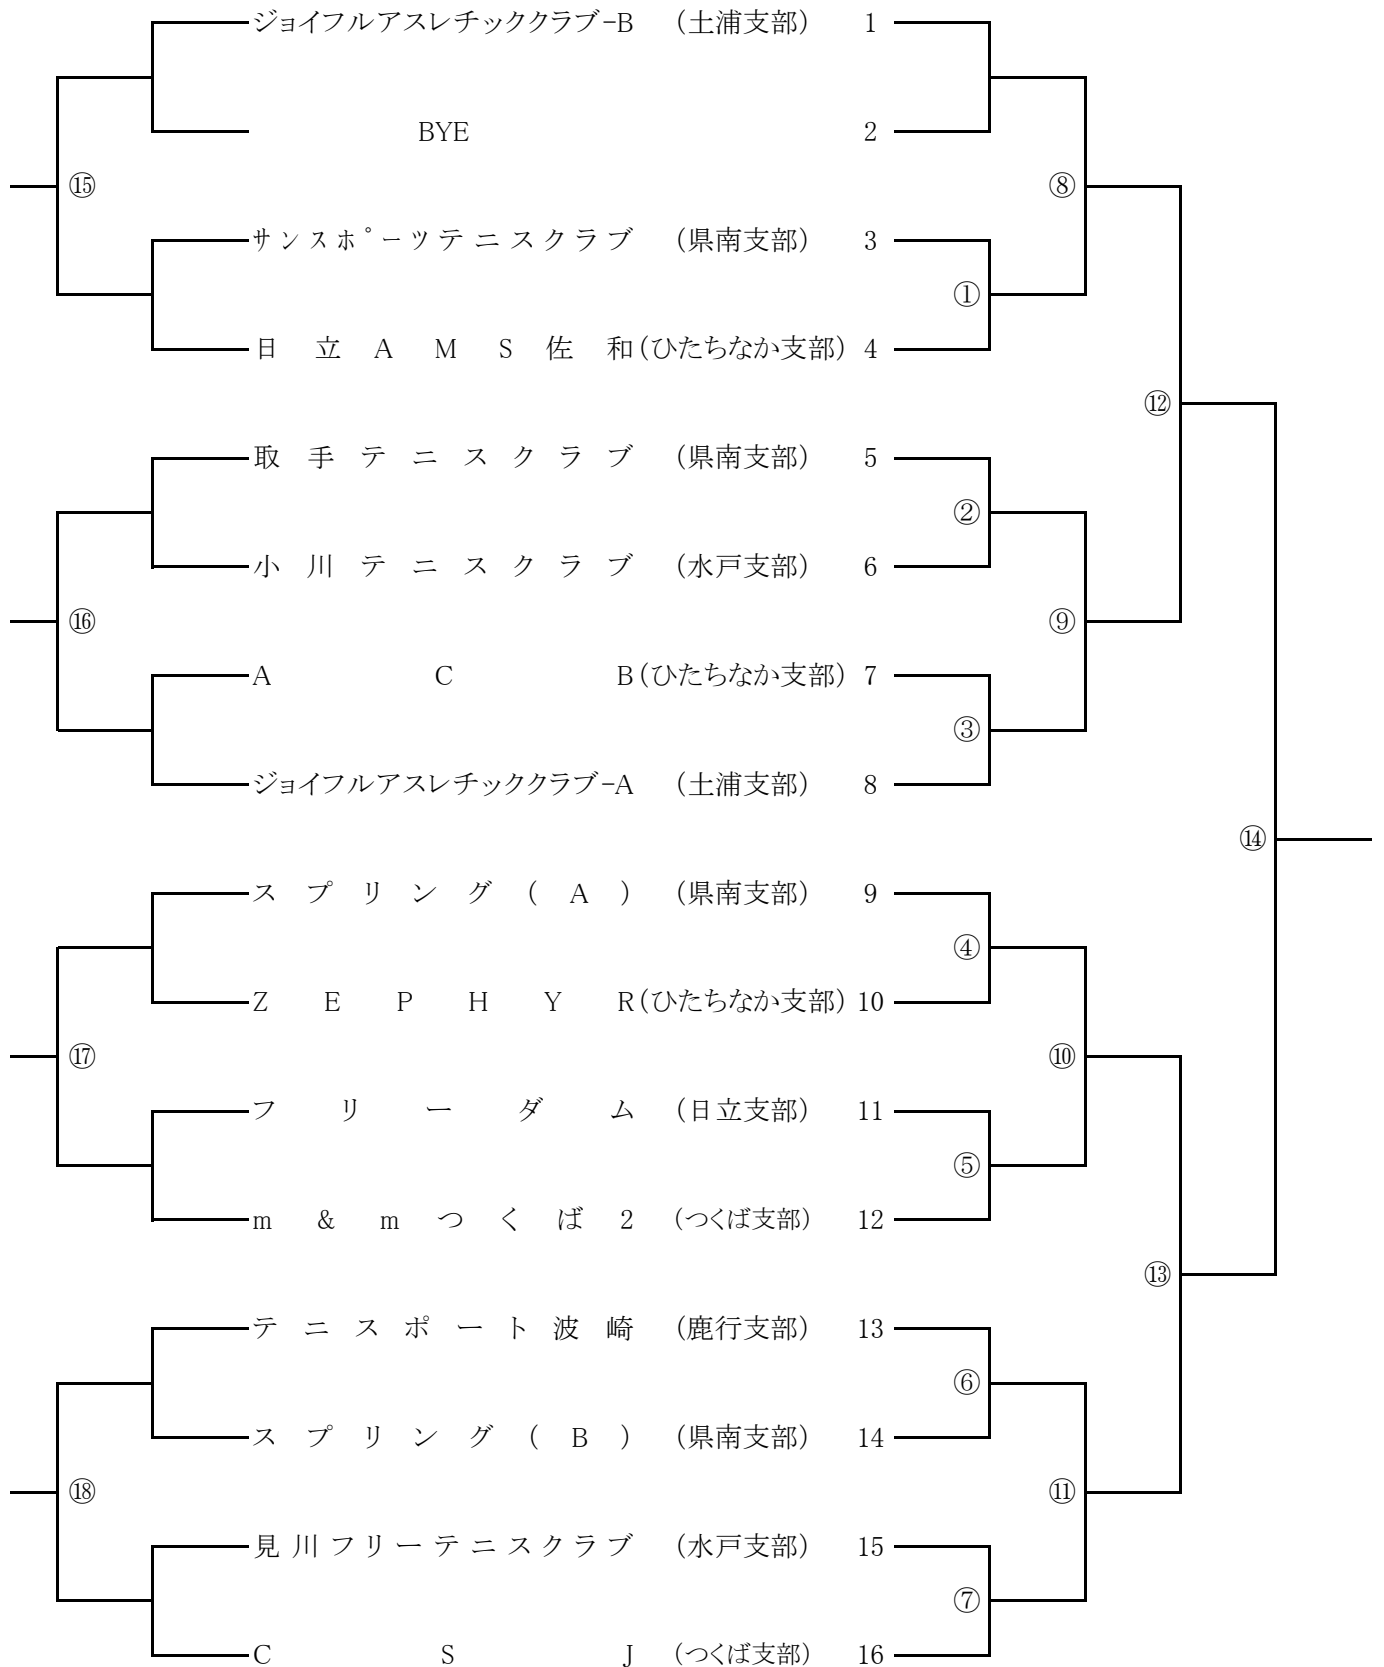 ジョイフルアスレチッククラブ-B （土浦支部） 1
BYE 2
⑮ ⑧
サンスポーツテニスクラブ （県南支部） 3
①
日立AMS佐和（ひたちなか支部） 4
⑫
取手テニスクラブ （県南支部） 5
②
小川テニスクラブ （水戸支部） 6
⑯ ⑨
ACB（ひたちなか支部） 7
③
ジョイフルアスレチッククラブ-A （土浦支部） 8
⑭
スプリング（A） （県南支部） 9
④
ZEPHYR（ひたちなか支部） 10
⑰ ⑩
フリーダム （日立支部） 11
⑤
m&mつくば2 （つくば支部） 12
⑬
テニスポート波崎 （鹿行支部） 13
⑥
スプリング（B） （県南支部） 14
⑱ ⑪
見川フリーテニスクラブ （水戸支部） 15
⑦
CSJ （つくば支部） 16